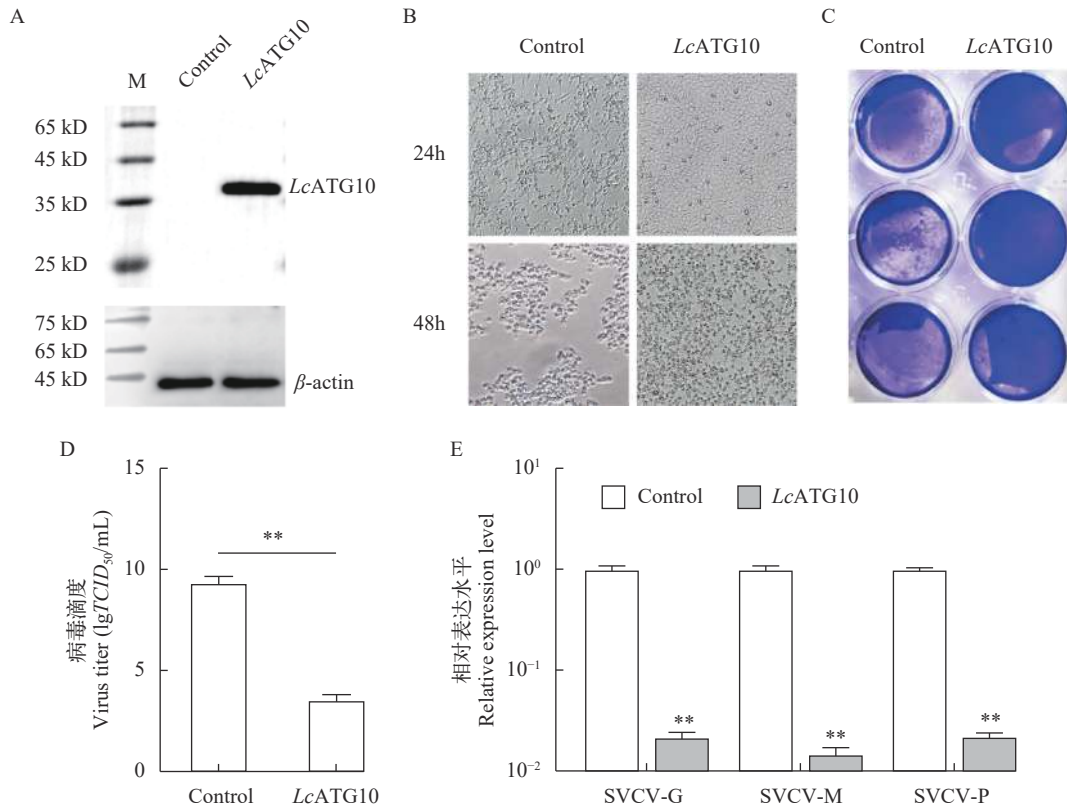 A
M
Control
LcATG10
65 kD
45 kD
35 kD
25 kD
LcATG10
75 kD
65 kD
45 kD
β-actin
B
Control
LcATG10
24h
48h
C
Control
LcATG10
D
病毒滴度
Virus titer (lgTCID50/mL)
15
10
5
0
**
Control
LcATG10
E
相对表达水平
Relative expression level
10¹
10⁰
10⁻¹
10⁻²
Control
LcATG10
**
**
**
SVCV-G
SVCV-M
SVCV-P